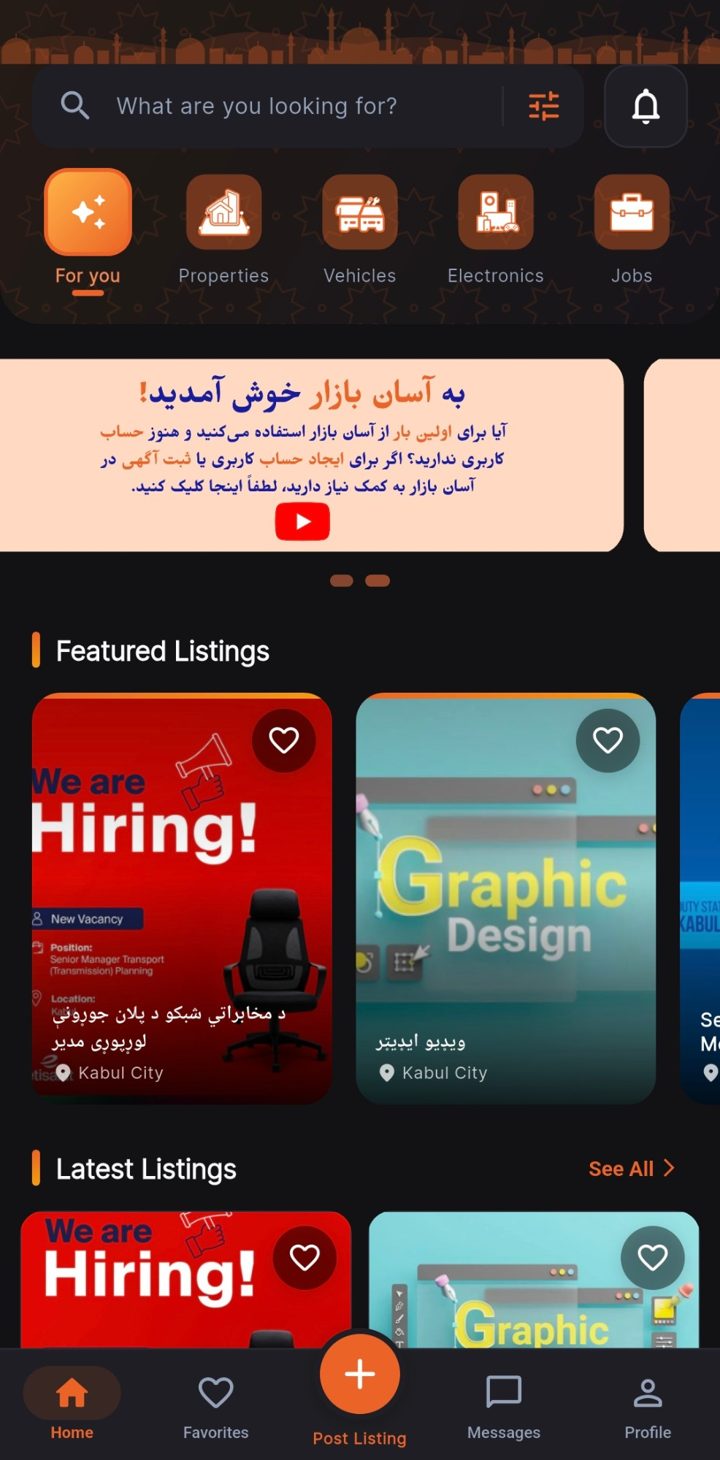 What are you looking for?
For you
Properties
Vehicles
Electronics
Jobs
به آسان بازار خوش آمدید!
آیا برای اولین بار از آسان بازار استفاده می‌کنید و هنوز حساب
کاربری ندارید؟ اگر برای ایجاد حساب کاربری یا ثبت آگهی در
آسان بازار به کمک نیاز دارید، لطفاً اینجا کلیک کنید.
Featured Listings
We are
Hiring!
New Vacancy
Position:
Senior Manager Transport
(Transmission) Planning
Location:
د مخابراتي شبکو د پلان جوړونې
لوړپوړی مدیر
Kabul City
Graphic
Design
ویډیو ایډیټر
Kabul City
KABUL
Latest Listings
See All
We are
Hiring!
Graphic
Home
Favorites
Post Listing
Messages
Profile